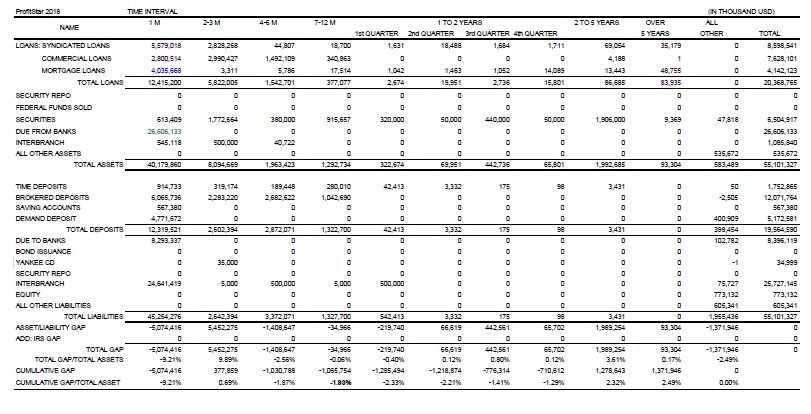 ProfitStar 2018 TIME INTERVAL (IN THOUSAND USD)
NAME 1 M 2-3 M 4-6 M 7-12 M 1 TO 2 YEARS 2 TO 5 YEARS OVER ALL
1st QUARTER 2nd QUARTER 3rd QUARTER 4th QUARTER 5 YEARS OTHER TOTAL
LOANS: SYNDICATED LOANS 5,579,018 2,828,268 44,807 18,700 1,631 18,488 1,684 1,711 69,054 35,179 0 8,598,541
COMMERCIAL LOANS 2,800,514 2,990,427 1,492,109 340,863 0 0 0 0 4,188 1 0 7,628,101
MORTGAGE LOANS 4,035,668 3,311 5,786 17,514 1,042 1,463 1,052 14,089 13,443 48,755 0 4,142,123
TOTAL LOANS 12,415,200 5,822,005 1,542,701 377,077 2,674 19,951 2,736 15,801 86,685 83,935 0 20,368,765
SECURITY REPO 0 0 0 0 0 0 0 0 0 0 0 0
FEDERAL FUNDS SOLD 0 0 0 0 0 0 0 0 0 0 0 0
SECURITIES 613,409 1,772,664 380,000 915,657 320,000 50,000 440,000 50,000 1,906,000 9,369 47,818 6,504,917
DUE FROM BANKS 26,606,133 0 0 0 0 0 0 0 0 0 0 26,606,133
INTERBRANCH 545,118 500,000 40,722 0 0 0 0 0 0 0 0 1,085,840
ALL OTHER ASSETS 0 0 0 0 0 0 0 0 0 0 535,672 535,672
TOTAL ASSETS 40,179,860 8,094,669 1,963,423 1,292,734 322,674 69,951 442,736 65,801 1,992,685 93,304 583,489 55,101,327
TIME DEPOSITS 914,733 319,174 189,448 280,010 42,413 3,332 175 98 3,431 0 50 1,752,865
BROKERED DEPOSITS 6,065,736 2,283,220 2,682,622 1,042,690 0 0 0 0 0 0 -2,505 12,071,764
SAVING ACCOUNTS 567,380 0 0 0 0 0 0 0 0 0 0 567,380
DEMAND DEPOSIT 4,771,672 0 0 0 0 0 0 0 0 0 400,909 5,172,581
TOTAL DEPOSITS 12,319,521 2,602,394 2,872,071 1,322,700 42,413 3,332 175 98 3,431 0 398,454 19,564,590
DUE TO BANKS 8,293,337 0 0 0 0 0 0 0 0 0 102,782 8,396,119
BOND ISSUANCE 0 0 0 0 0 0 0 0 0 0 0 0
YANKEE CD 0 35,000 0 0 0 0 0 0 0 0 -1 34,999
SECURITY REPO 0 0 0 0 0 0 0 0 0 0 0 0
INTERBRANCH 24,641,419 5,000 500,000 5,000 500,000 0 0 0 0 0 75,727 25,727,145
EQUITY 0 0 0 0 0 0 0 0 0 0 773,132 773,132
ALL OTHER LIABILITIES 0 0 0 0 0 0 0 0 0 0 605,341 605,341
TOTAL LIABILITIES 45,254,276 2,642,394 3,372,071 1,327,700 542,413 3,332 175 98 3,431 0 1,955,436 55,101,327
ASSET/LIABILITY GAP -5,074,416 5,452,275 -1,408,647 -34,966 -219,740 66,619 442,561 65,702 1,989,254 93,304 -1,371,946 0
ADD: IRS GAP 0 0 0 0 0 0 0 0 0 0 0 0
TOTAL GAP -5,074,416 5,452,275 -1,408,647 -34,966 -219,740 66,619 442,561 65,702 1,989,254 93,304 -1,371,946 0
TOTAL GAP/TOTAL ASSETS -9.21% 9.89% -2.56% -0.06% -0.40% 0.12% 0.80% 0.12% 3.61% 0.17% -2.49%
CUMULATIVE GAP -5,074,416 377,859 -1,030,788 -1,065,754 -1,285,494 -1,218,874 -776,314 -710,612 1,278,643 1,371,946 0
CUMULATIVE GAP/TOTAL ASSET -9.21% 0.69% -1.87% -1.93% -2.33% -2.21% -1.41% -1.29% 2.32% 2.49% 0.00%